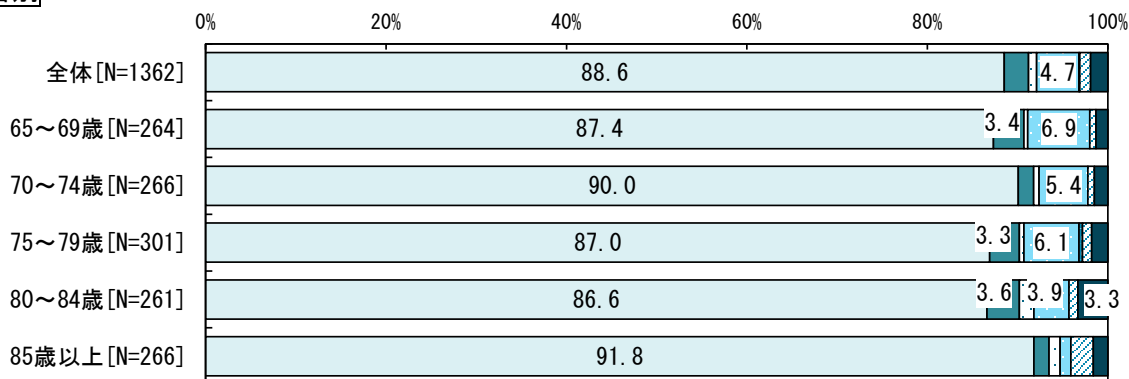 0% 20% 40% 60% 80% 100%
全体[N=1362] 88.6 4.7
65～69歳[N=264] 87.4 3.4 6.9
70～74歳[N=266] 90.0 5.4
75～79歳[N=301] 87.0 3.3 6.1
80～84歳[N=261] 86.6 3.6 3.9 3.3
85歳以上[N=266] 91.8